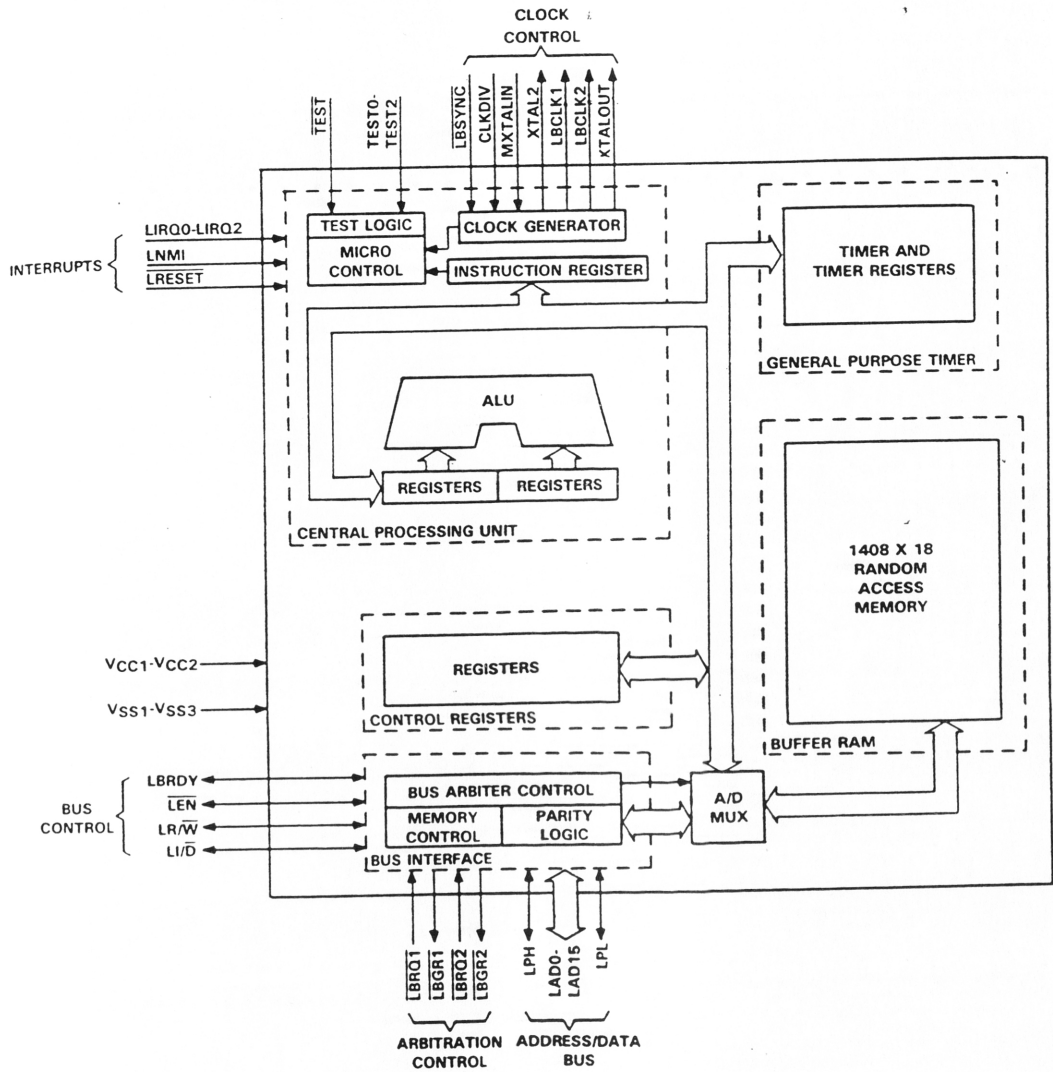 CLOCK
CONTROL
TEST
TEST0-
TEST2
LBSYNC
CLKDIV
MXTALIN
XTAL2
LBCLK1
LBCLK2
XTALOUT
LIRQ0-LIRQ2
INTERRUPTS
LNMI
LRESET
TEST LOGIC
MICRO
CONTROL
CLOCK GENERATOR
INSTRUCTION REGISTER
TIMER AND
TIMER REGISTERS
GENERAL PURPOSE TIMER
ALU
REGISTERS
REGISTERS
CENTRAL PROCESSING UNIT
1408 X 18
RANDOM
ACCESS
MEMORY
BUFFER RAM
VCC1-VCC2
VSS1-VSS3
REGISTERS
CONTROL REGISTERS
BUS
CONTROL
LBRDY
LEN
LR/W
LI/D
BUS ARBITER CONTROL
MEMORY
CONTROL
PARITY
LOGIC
BUS INTERFACE
A/D
MUX
LBRQ1
LBGR1
LBRQ2
LBGR2
LPH
LAD0-
LAD15
LPL
ARBITRATION
CONTROL
ADDRESS/DATA
BUS